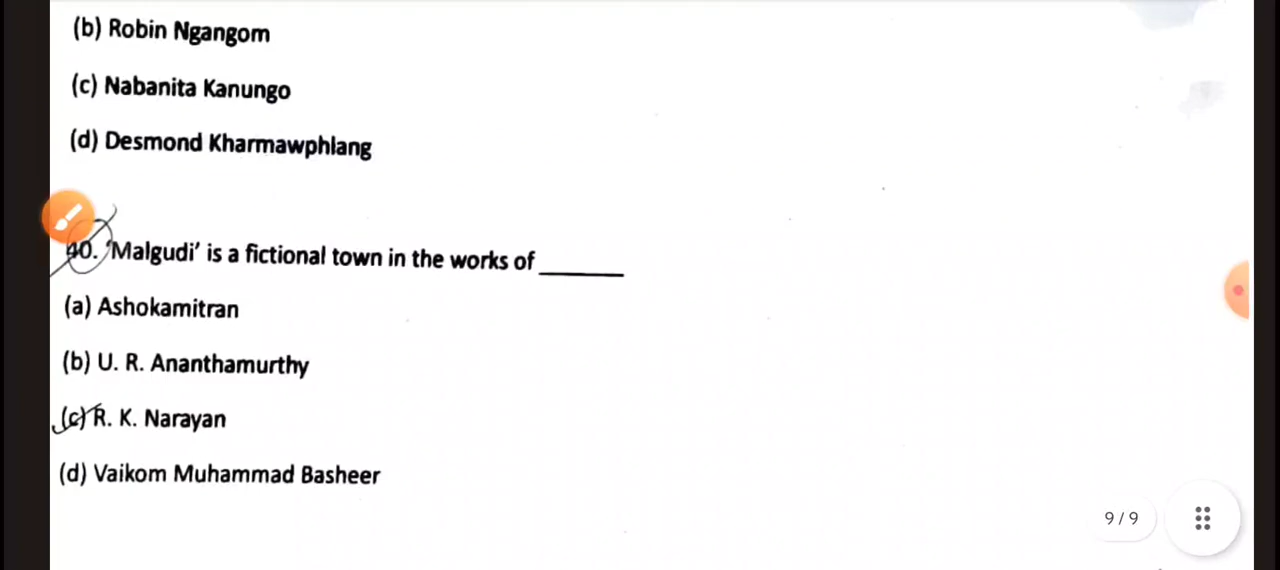 (b) Robin Ngangom
(c) Nabanita Kanungo
(d) Desmond Kharmawphlang
40. 'Malgudi' is a fictional town in the works of ______
(a) Ashokamitran
(b) U. R. Ananthamurthy
(c) R. K. Narayan
(d) Vaikom Muhammad Basheer
9/9